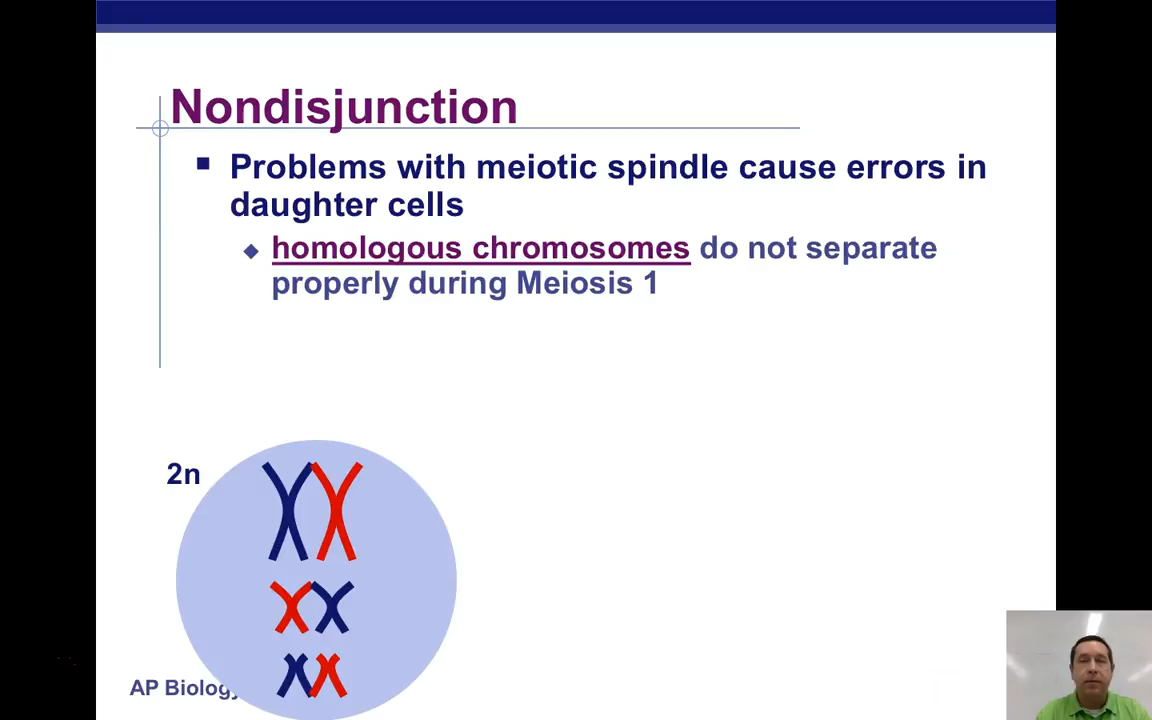 Nondisjunction
Problems with meiotic spindle cause errors in
daughter cells
homologous chromosomes do not separate
properly during Meiosis 1
2n
AP Biology